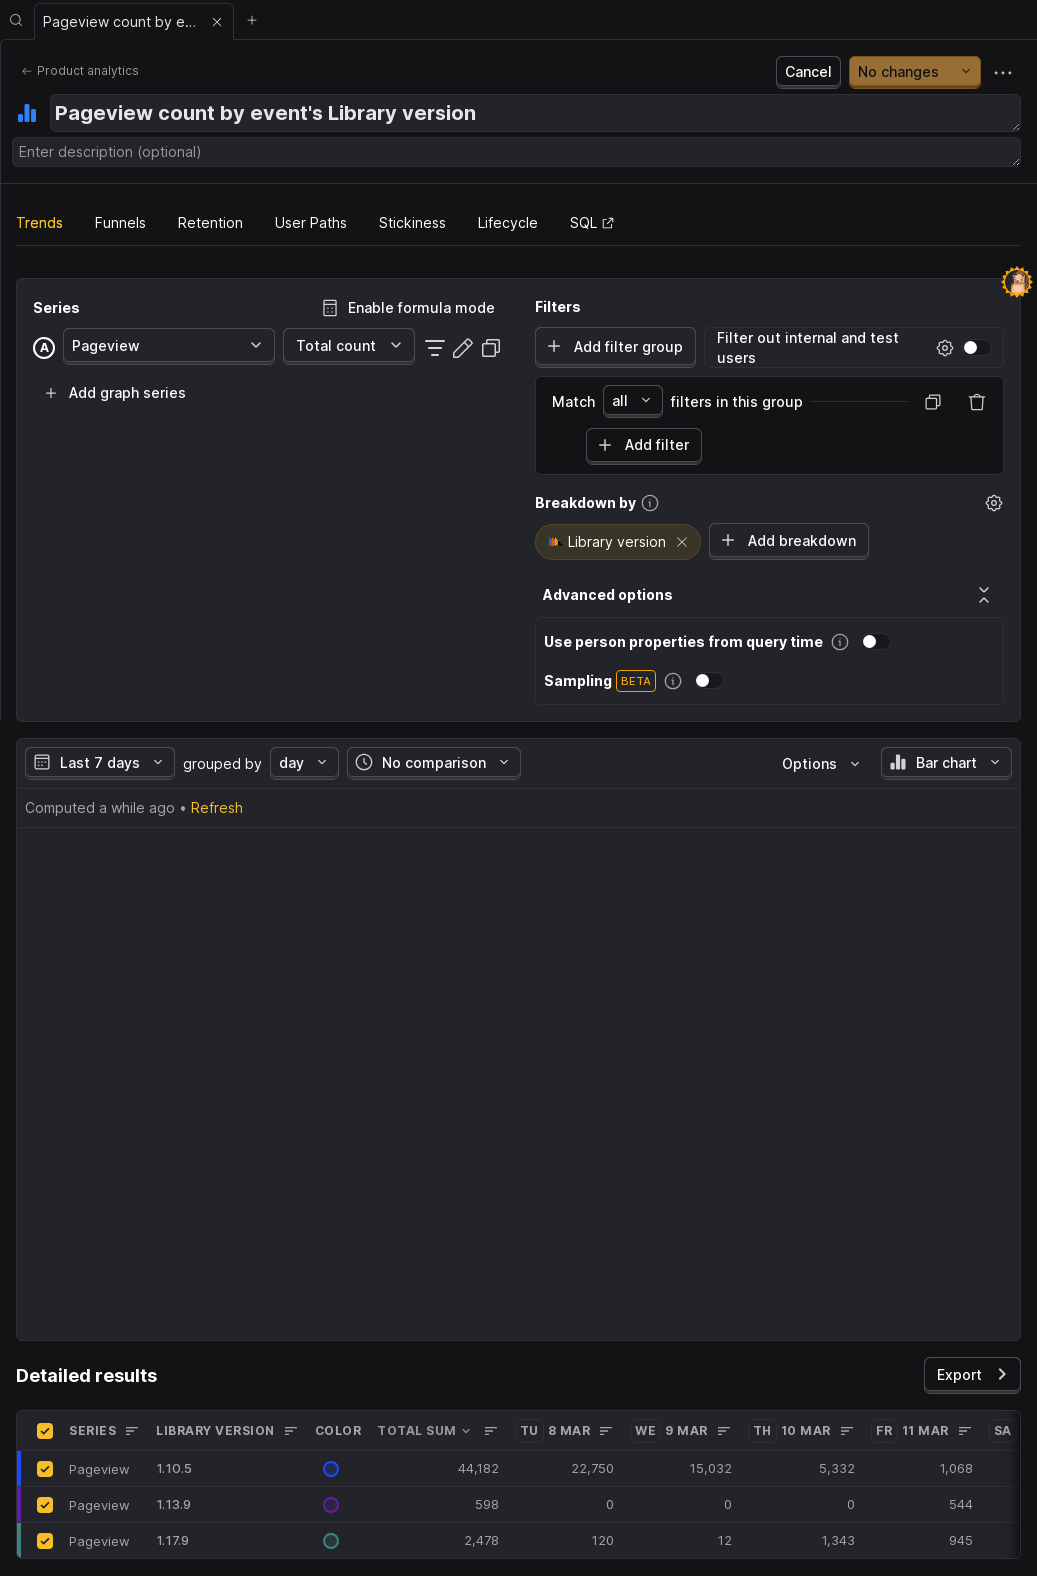 Pageview count by e...
Product analytics
Cancel
No changes
Pageview count by event's Library version
Enter description (optional)
Trends
Funnels
Retention
User Paths
Stickiness
Lifecycle
SQL
Series
Enable formula mode
A
Pageview
Total count
Add graph series
Filters
Add filter group
Filter out internal and test
users
Match all filters in this group
Add filter
Breakdown by
Library version
Add breakdown
Advanced options
Use person properties from query time
Sampling BETA
Last 7 days grouped by day No comparison
Options
Bar chart
Computed a while ago • Refresh
Detailed results
Export
SERIES LIBRARY VERSION COLOR TOTAL SUM TU 8 MAR WE 9 MAR TH 10 MAR FR 11 MAR SA
Pageview 1.10.5 44,182 22,750 15,032 5,332 1,068
Pageview 1.13.9 598 0 0 0 544
Pageview 1.17.9 2,478 120 12 1,343 945